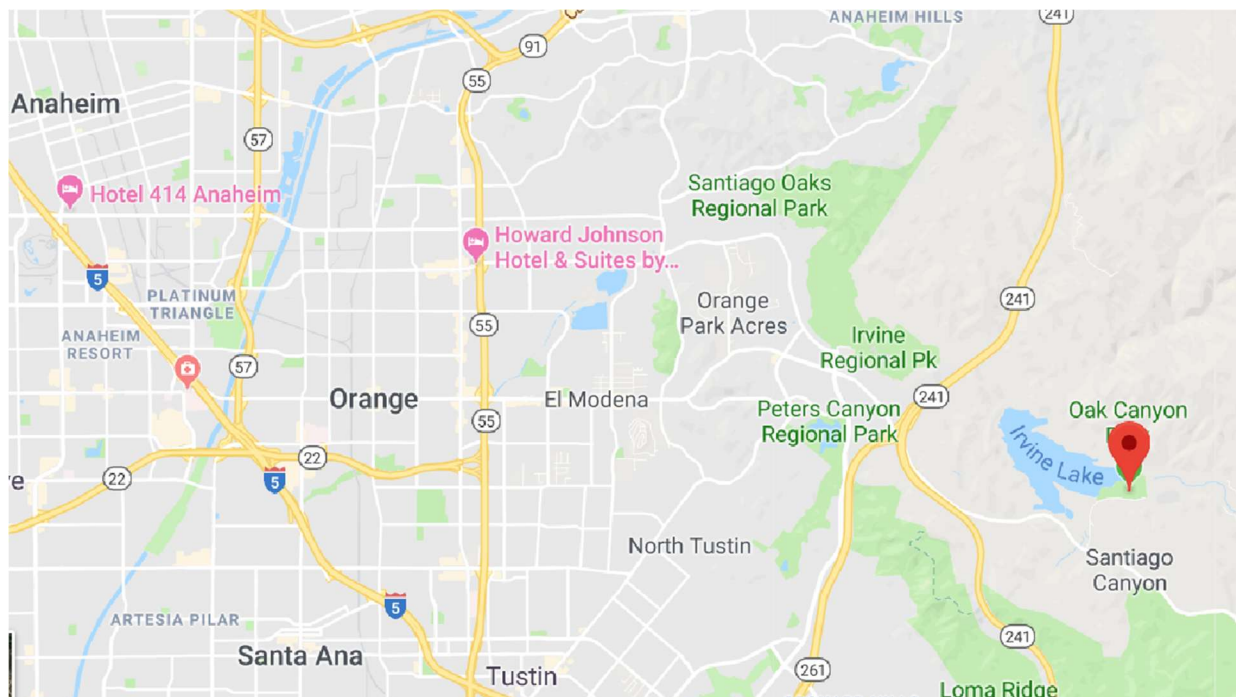 ANAHEIM HILLS
241
91
55
Anaheim
57
Hotel 414 Anaheim
Santiago Oaks
Regional Park
Howard Johnson
Hotel & Suites by...
5
PLATINUM
TRIANGLE
241
Orange
Park Acres
55
ANAHEIM
RESORT
Irvine
Regional Pk
57
Orange
El Modena
241
Peters Canyon
Regional Park
Oak Canyon
55
Irvine Lake
22
22
5
North Tustin
Santiago
Canyon
5
ARTESIA PILAR
241
Santa Ana
Tustin
261
Loma Ridge